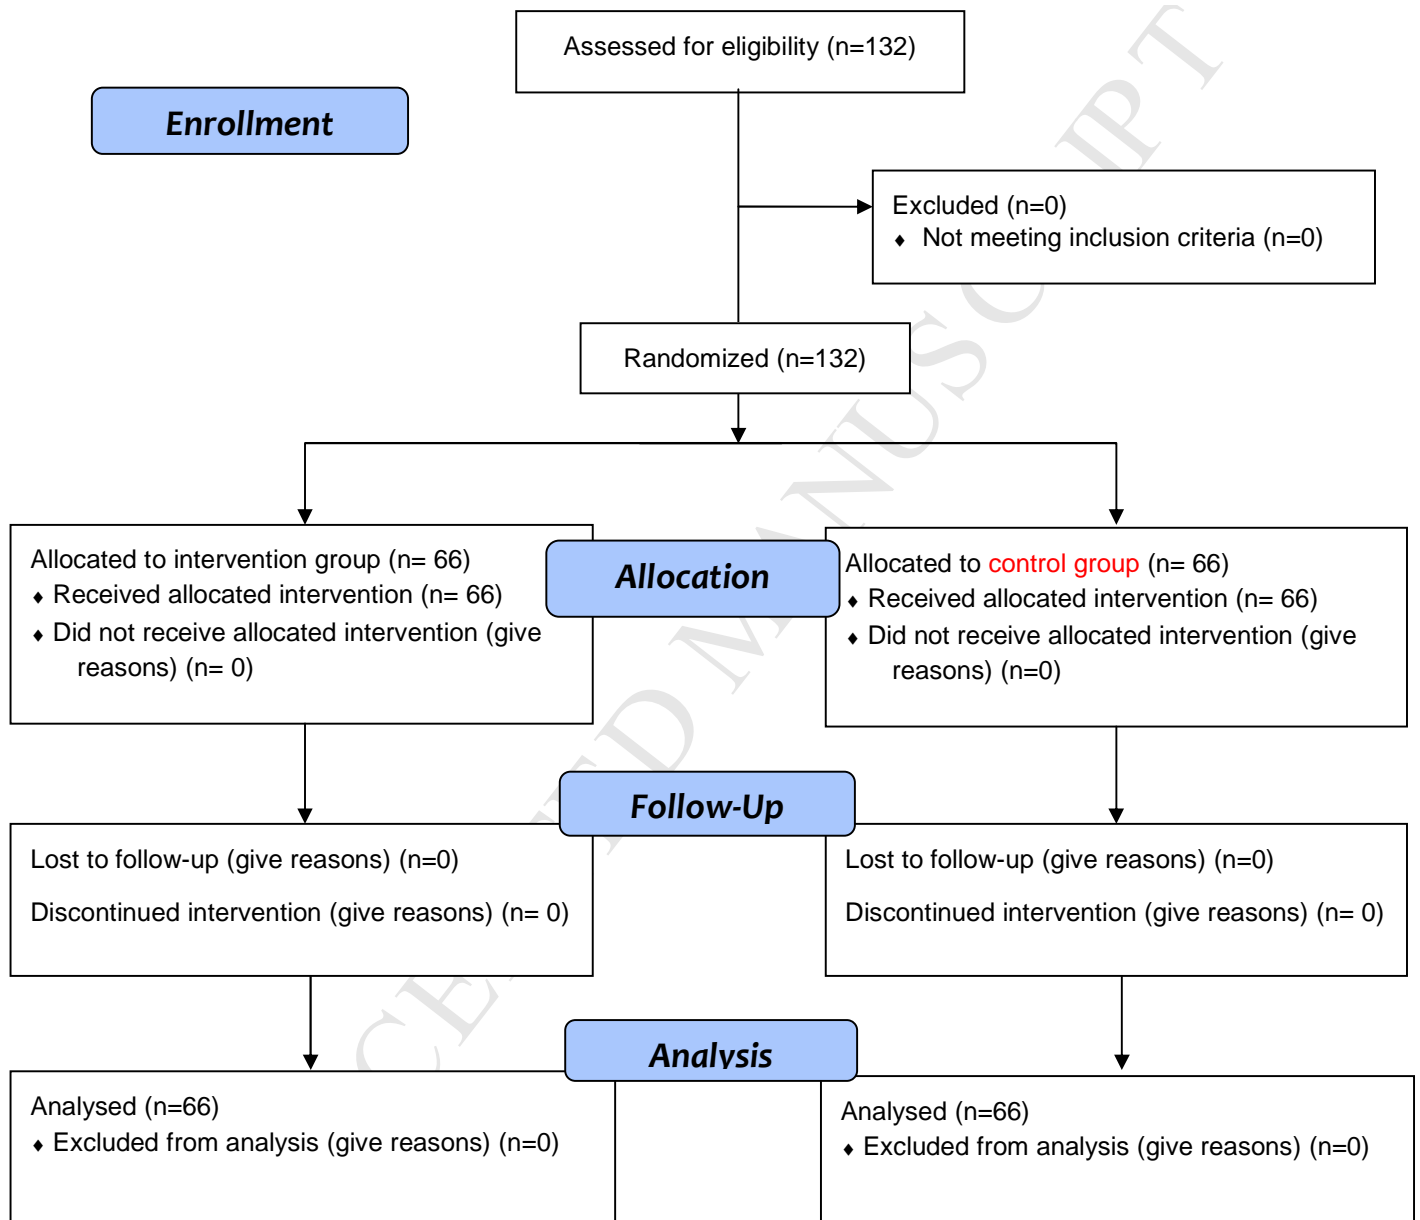 Assessed for eligibility (n=132)
Enrollment
Excluded (n=0)
♦ Not meeting inclusion criteria (n=0)
Randomized (n=132)
Allocated to intervention group (n= 66)
♦ Received allocated intervention (n= 66)
♦ Did not receive allocated intervention (give
reasons) (n= 0)
Allocation
Allocated to control group (n= 66)
♦ Received allocated intervention (n= 66)
♦ Did not receive allocated intervention (give
reasons) (n=0)
Follow-Up
Lost to follow-up (give reasons) (n=0)
Discontinued intervention (give reasons) (n= 0)
Lost to follow-up (give reasons) (n=0)
Discontinued intervention (give reasons) (n= 0)
Analysis
Analysed (n=66)
♦ Excluded from analysis (give reasons) (n=0)
Analysed (n=66)
♦ Excluded from analysis (give reasons) (n=0)
MANUSCRIPT